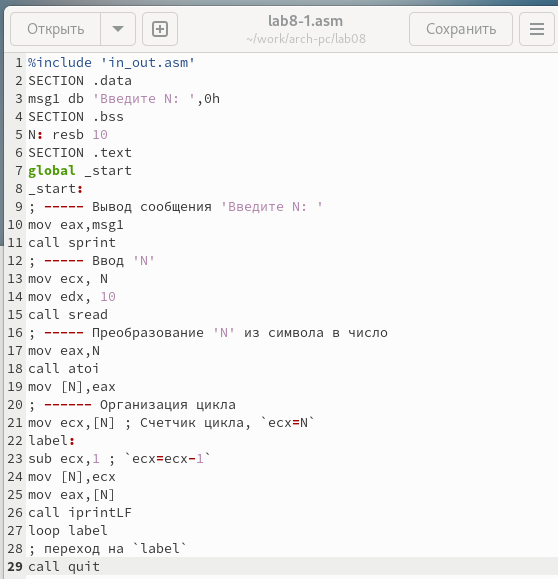 Открыть
lab8-1.asm
~/work/arch-pc/lab08
Сохранить
1 %include 'in_out.asm'
2 SECTION .data
3 msg1 db 'Введите N: ',0h
4 SECTION .bss
5 N: resb 10
6 SECTION .text
7 global _start
8 _start:
9 ; ----- Вывод сообщения 'Введите N: '
10 mov eax,msg1
11 call sprint
12 ; ----- Ввод 'N'
13 mov ecx, N
14 mov edx, 10
15 call sread
16 ; ----- Преобразование 'N' из символа в число
17 mov eax,N
18 call atoi
19 mov [N],eax
20 ; ------ Организация цикла
21 mov ecx,[N] ; Счетчик цикла, `ecx=N`
22 label:
23 sub ecx,1 ; `ecx=ecx-1`
24 mov [N],ecx
25 mov eax,[N]
26 call iprintLF
27 loop label
28 ; переход на `label`
29 call quit